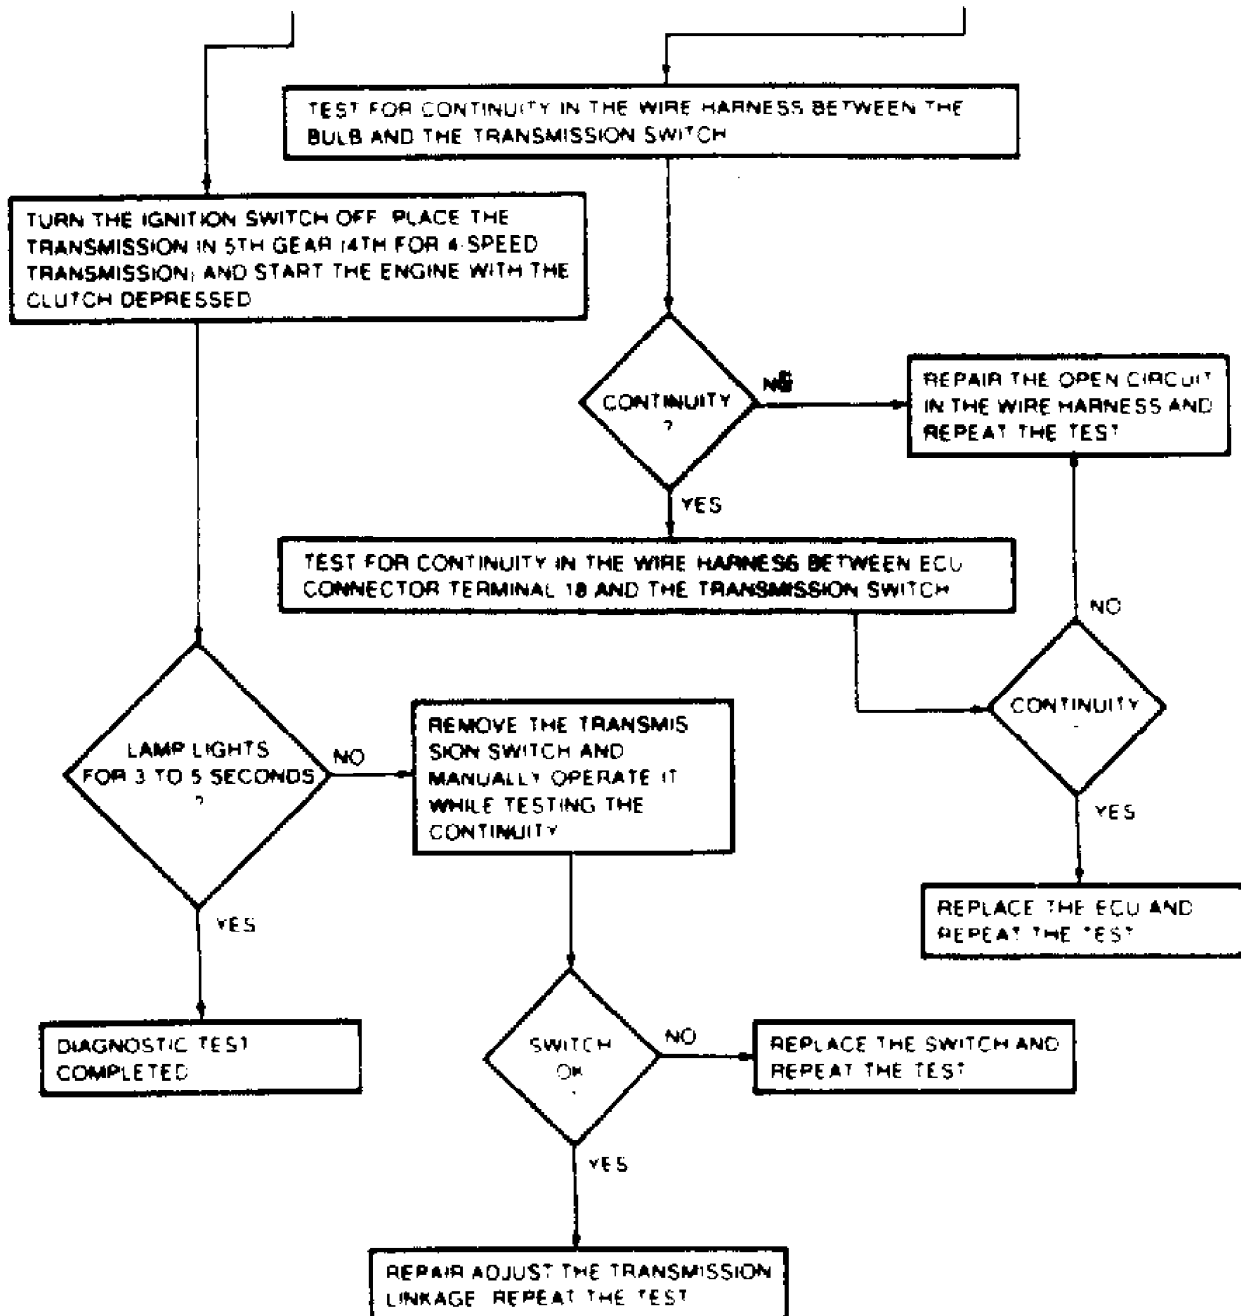 TEST FOR CONTINUITY IN THE WIRE HARNESS BETWEEN THE
BULB AND THE TRANSMISSION SWITCH
TURN THE IGNITION SWITCH OFF PLACE THE
TRANSMISSION IN 5TH GEAR (4TH FOR 4-SPEED
TRANSMISSION) AND START THE ENGINE WITH THE
CLUTCH DEPRESSED
CONTINUITY
?
NO
REPAIR THE OPEN CIRCUIT
IN THE WIRE HARNESS AND
REPEAT THE TEST
YES
TEST FOR CONTINUITY IN THE WIRE HARNESS BETWEEN ECU
CONNECTOR TERMINAL 18 AND THE TRANSMISSION SWITCH
NO
CONTINUITY
YES
REPLACE THE ECU AND
REPEAT THE TEST
LAMP LIGHTS
FOR 3 TO 5 SECONDS
?
NO
REMOVE THE TRANSMIS
SION SWITCH AND
MANUALLY OPERATE IT
WHILE TESTING THE
CONTINUITY
YES
DIAGNOSTIC TEST
COMPLETED
SWITCH
OK
NO
REPLACE THE SWITCH AND
REPEAT THE TEST
YES
REPAIR ADJUST THE TRANSMISSION
LINKAGE REPEAT THE TEST